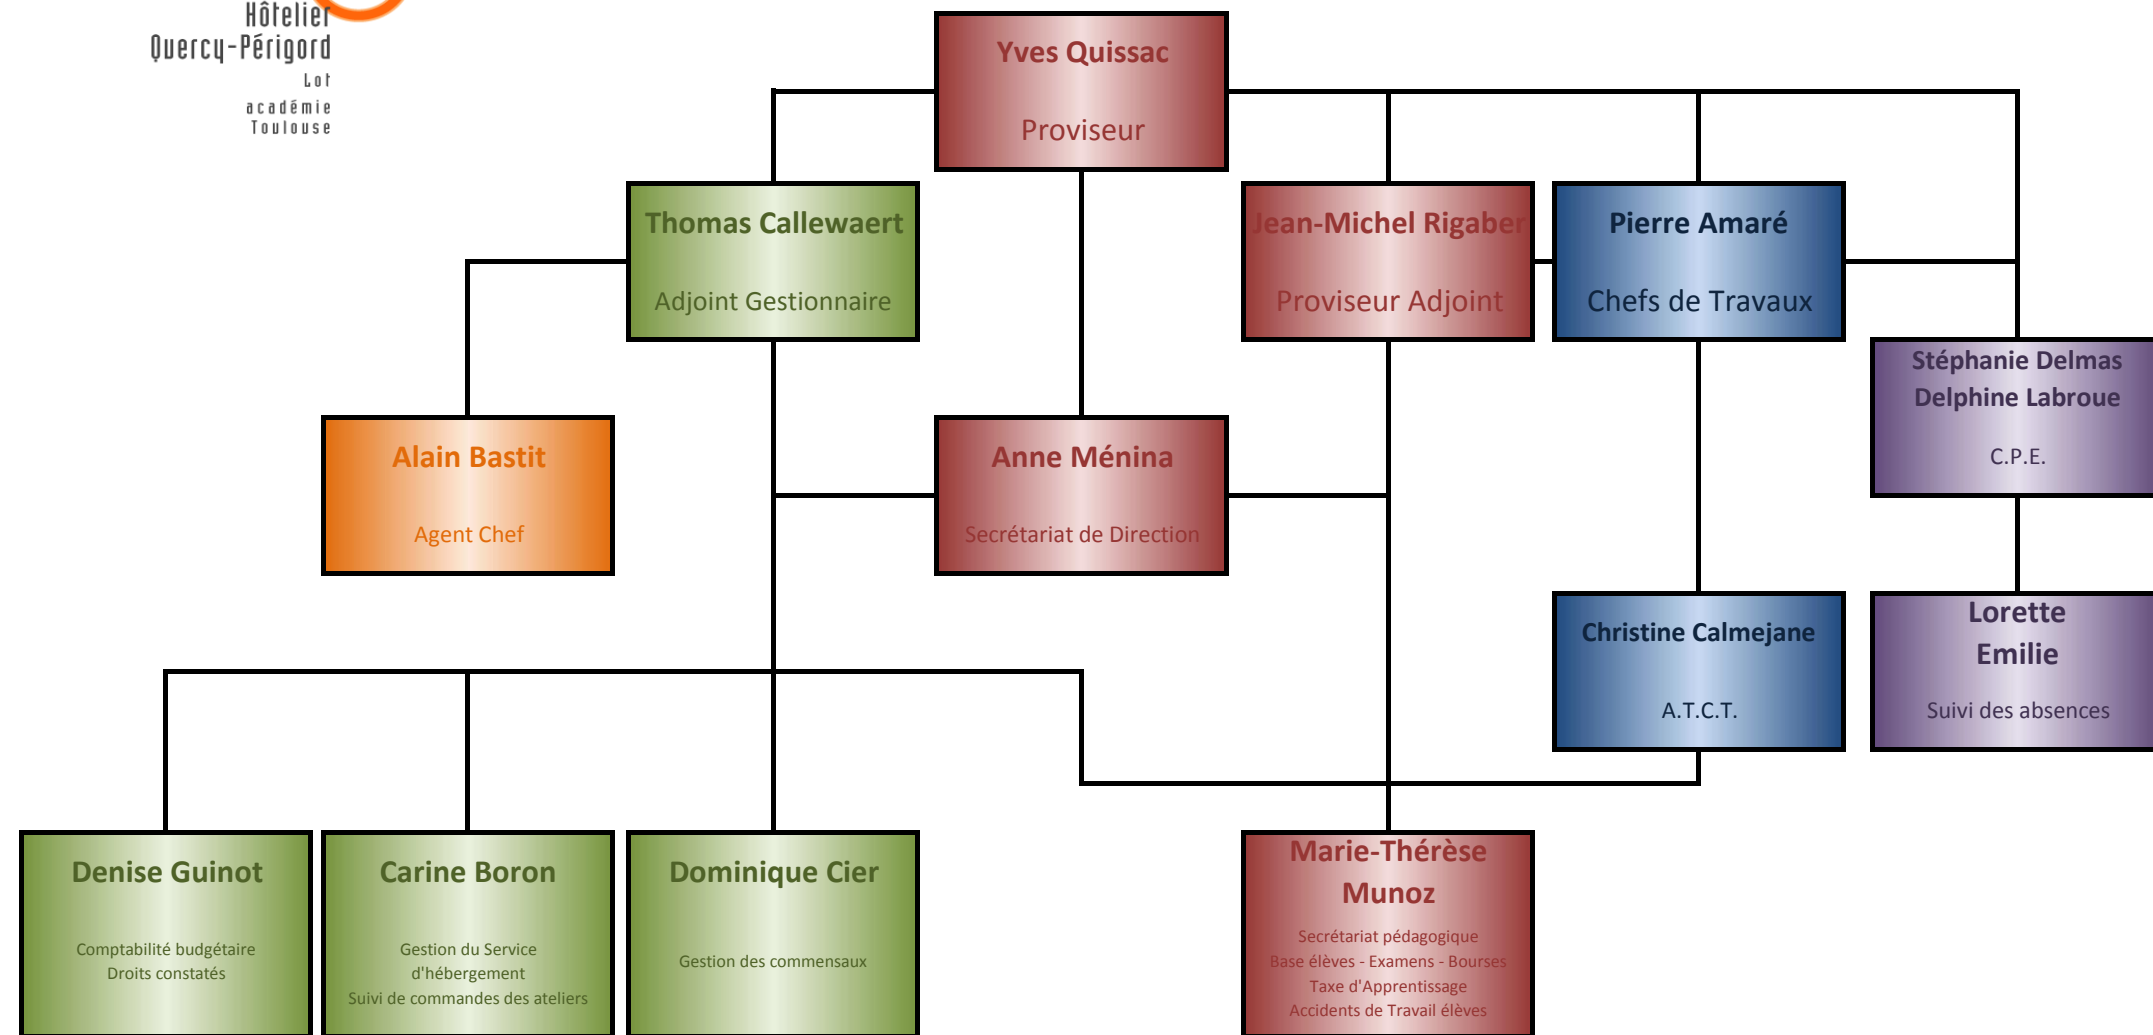 Hôtelier
Quercy-Périgord
Lot
académie
Toulouse
Yves Quissac
Proviseur
Thomas Callewaert
Adjoint Gestionnaire
Jean-Michel Rigaber
Proviseur Adjoint
Pierre Amaré
Chefs de Travaux
Stéphanie Delmas
Delphine Labroue
C.P.E.
Alain Bastit
Agent Chef
Anne Ménina
Secrétariat de Direction
Christine Calmejane
A.T.C.T.
Lorette
Emilie
Suivi des absences
Denise Guinot
Comptabilité budgétaire
Droits constatés
Carine Boron
Gestion du Service
d'hébergement
Suivi de commandes des ateliers
Dominique Cier
Gestion des commensaux
Marie-Thérèse
Munoz
Secrétariat pédagogique
Base élèves - Examens - Bourses
Taxe d'Apprentissage
Accidents de Travail élèves